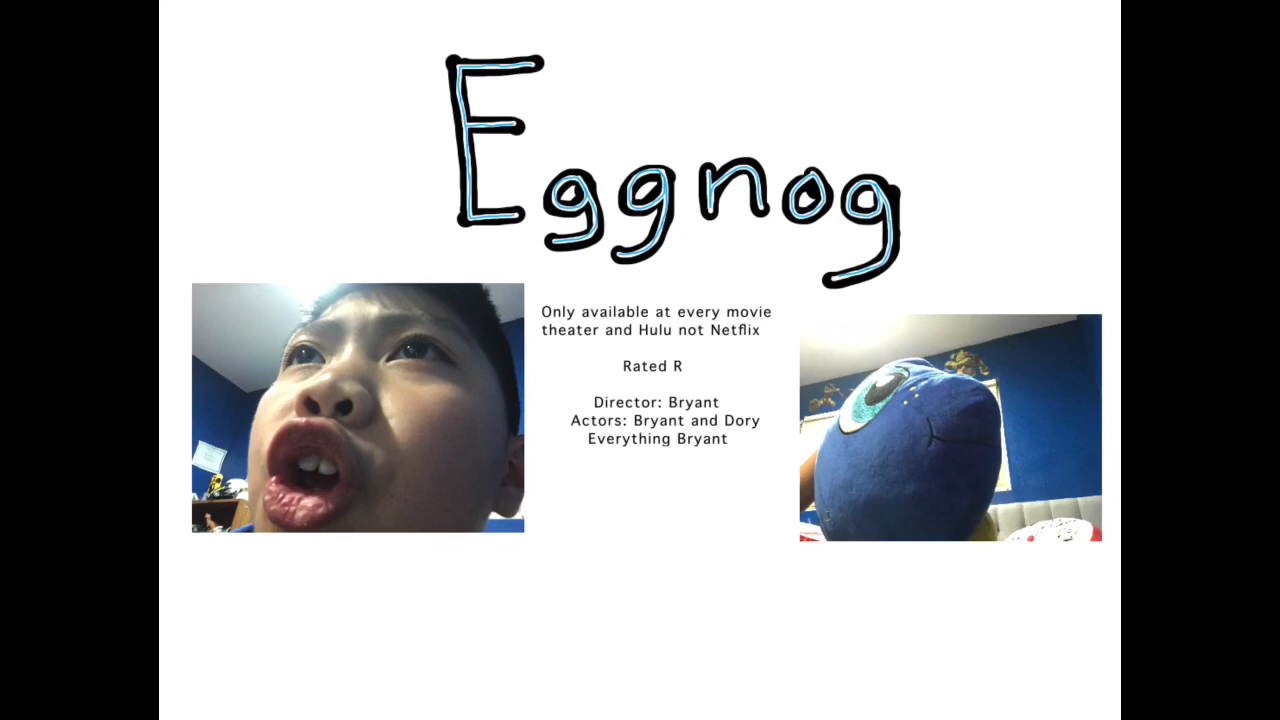 Eggnog
Only available at every movie
theater and Hulu not Netflix
Rated R
Director: Bryant
Actors: Bryant and Dory
Everything Bryant